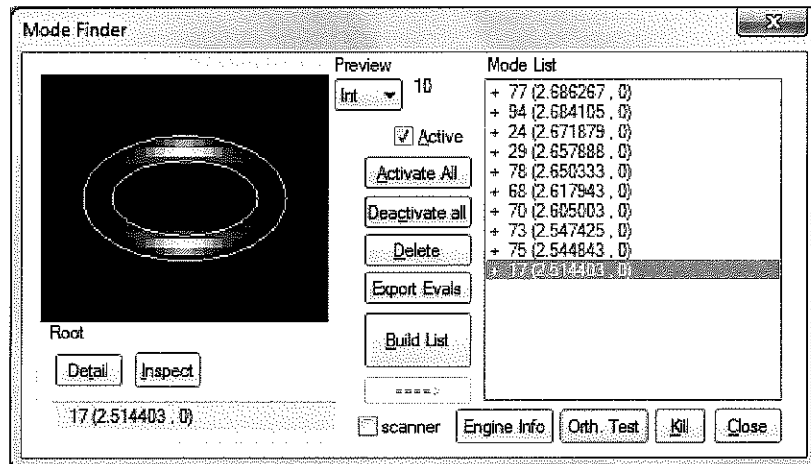 Mode Finder
Preview
Mode List
Int
10
Active
Activate All
Deactivate all
Delete
Export Evals
Build List
====>
+ 77 (2.686267 , 0)
+ 94 (2.684105 , 0)
+ 24 (2.671879 , 0)
+ 29 (2.657888 , 0)
+ 78 (2.650333 , 0)
+ 68 (2.617943 , 0)
+ 70 (2.605003 , 0)
+ 73 (2.547425 , 0)
+ 75 (2.544843 , 0)
+ 17 (2.514403 , 0)
Root
Detail Inspect
17 (2.514403 , 0)
scanner Engine Info Orth. Test Kill Close